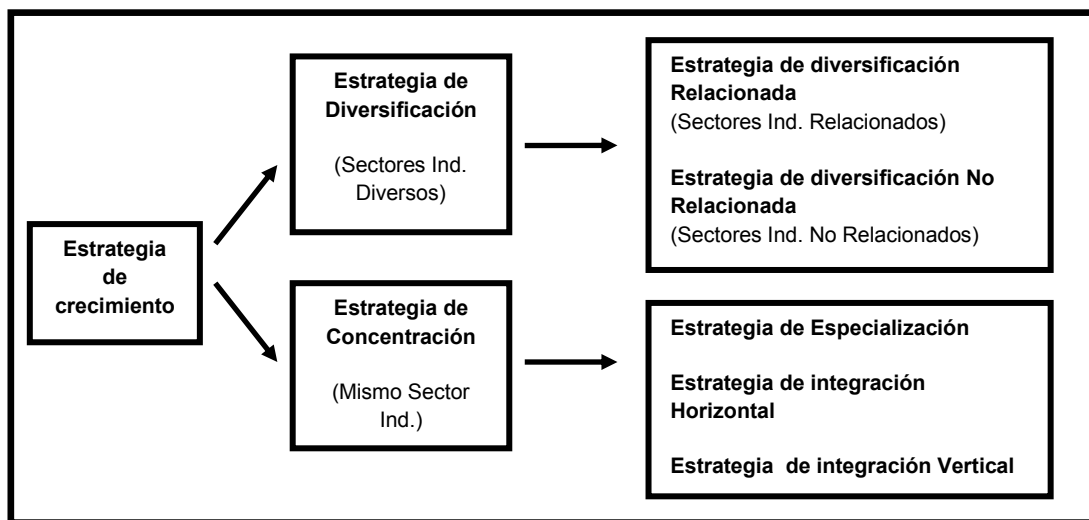 Estrategia
de
crecimiento
Estrategia de
Diversificación
(Sectores Ind.
Diversos)
Estrategia de diversificación
Relacionada
(Sectores Ind. Relacionados)
Estrategia de diversificación No
Relacionada
(Sectores Ind. No Relacionados)
Estrategia de
Concentración
(Mismo Sector
Ind.)
Estrategia de Especialización
Estrategia de integración
Horizontal
Estrategia de integración Vertical